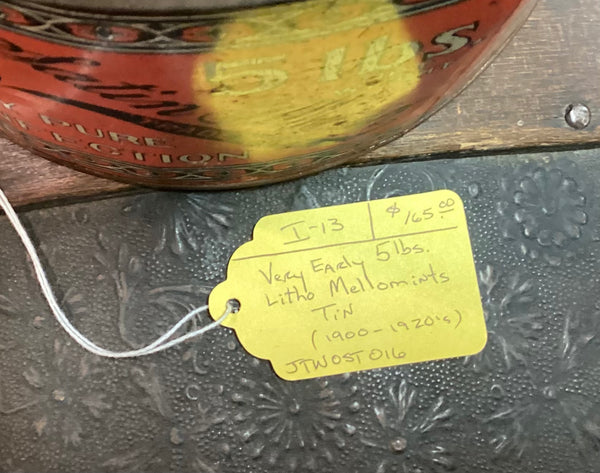 5 lbs.
PURE
I-13 $165.00
Very Early 5lbs.
Litho Mellomints
Tin
(1900-1920's)
JTWOST016